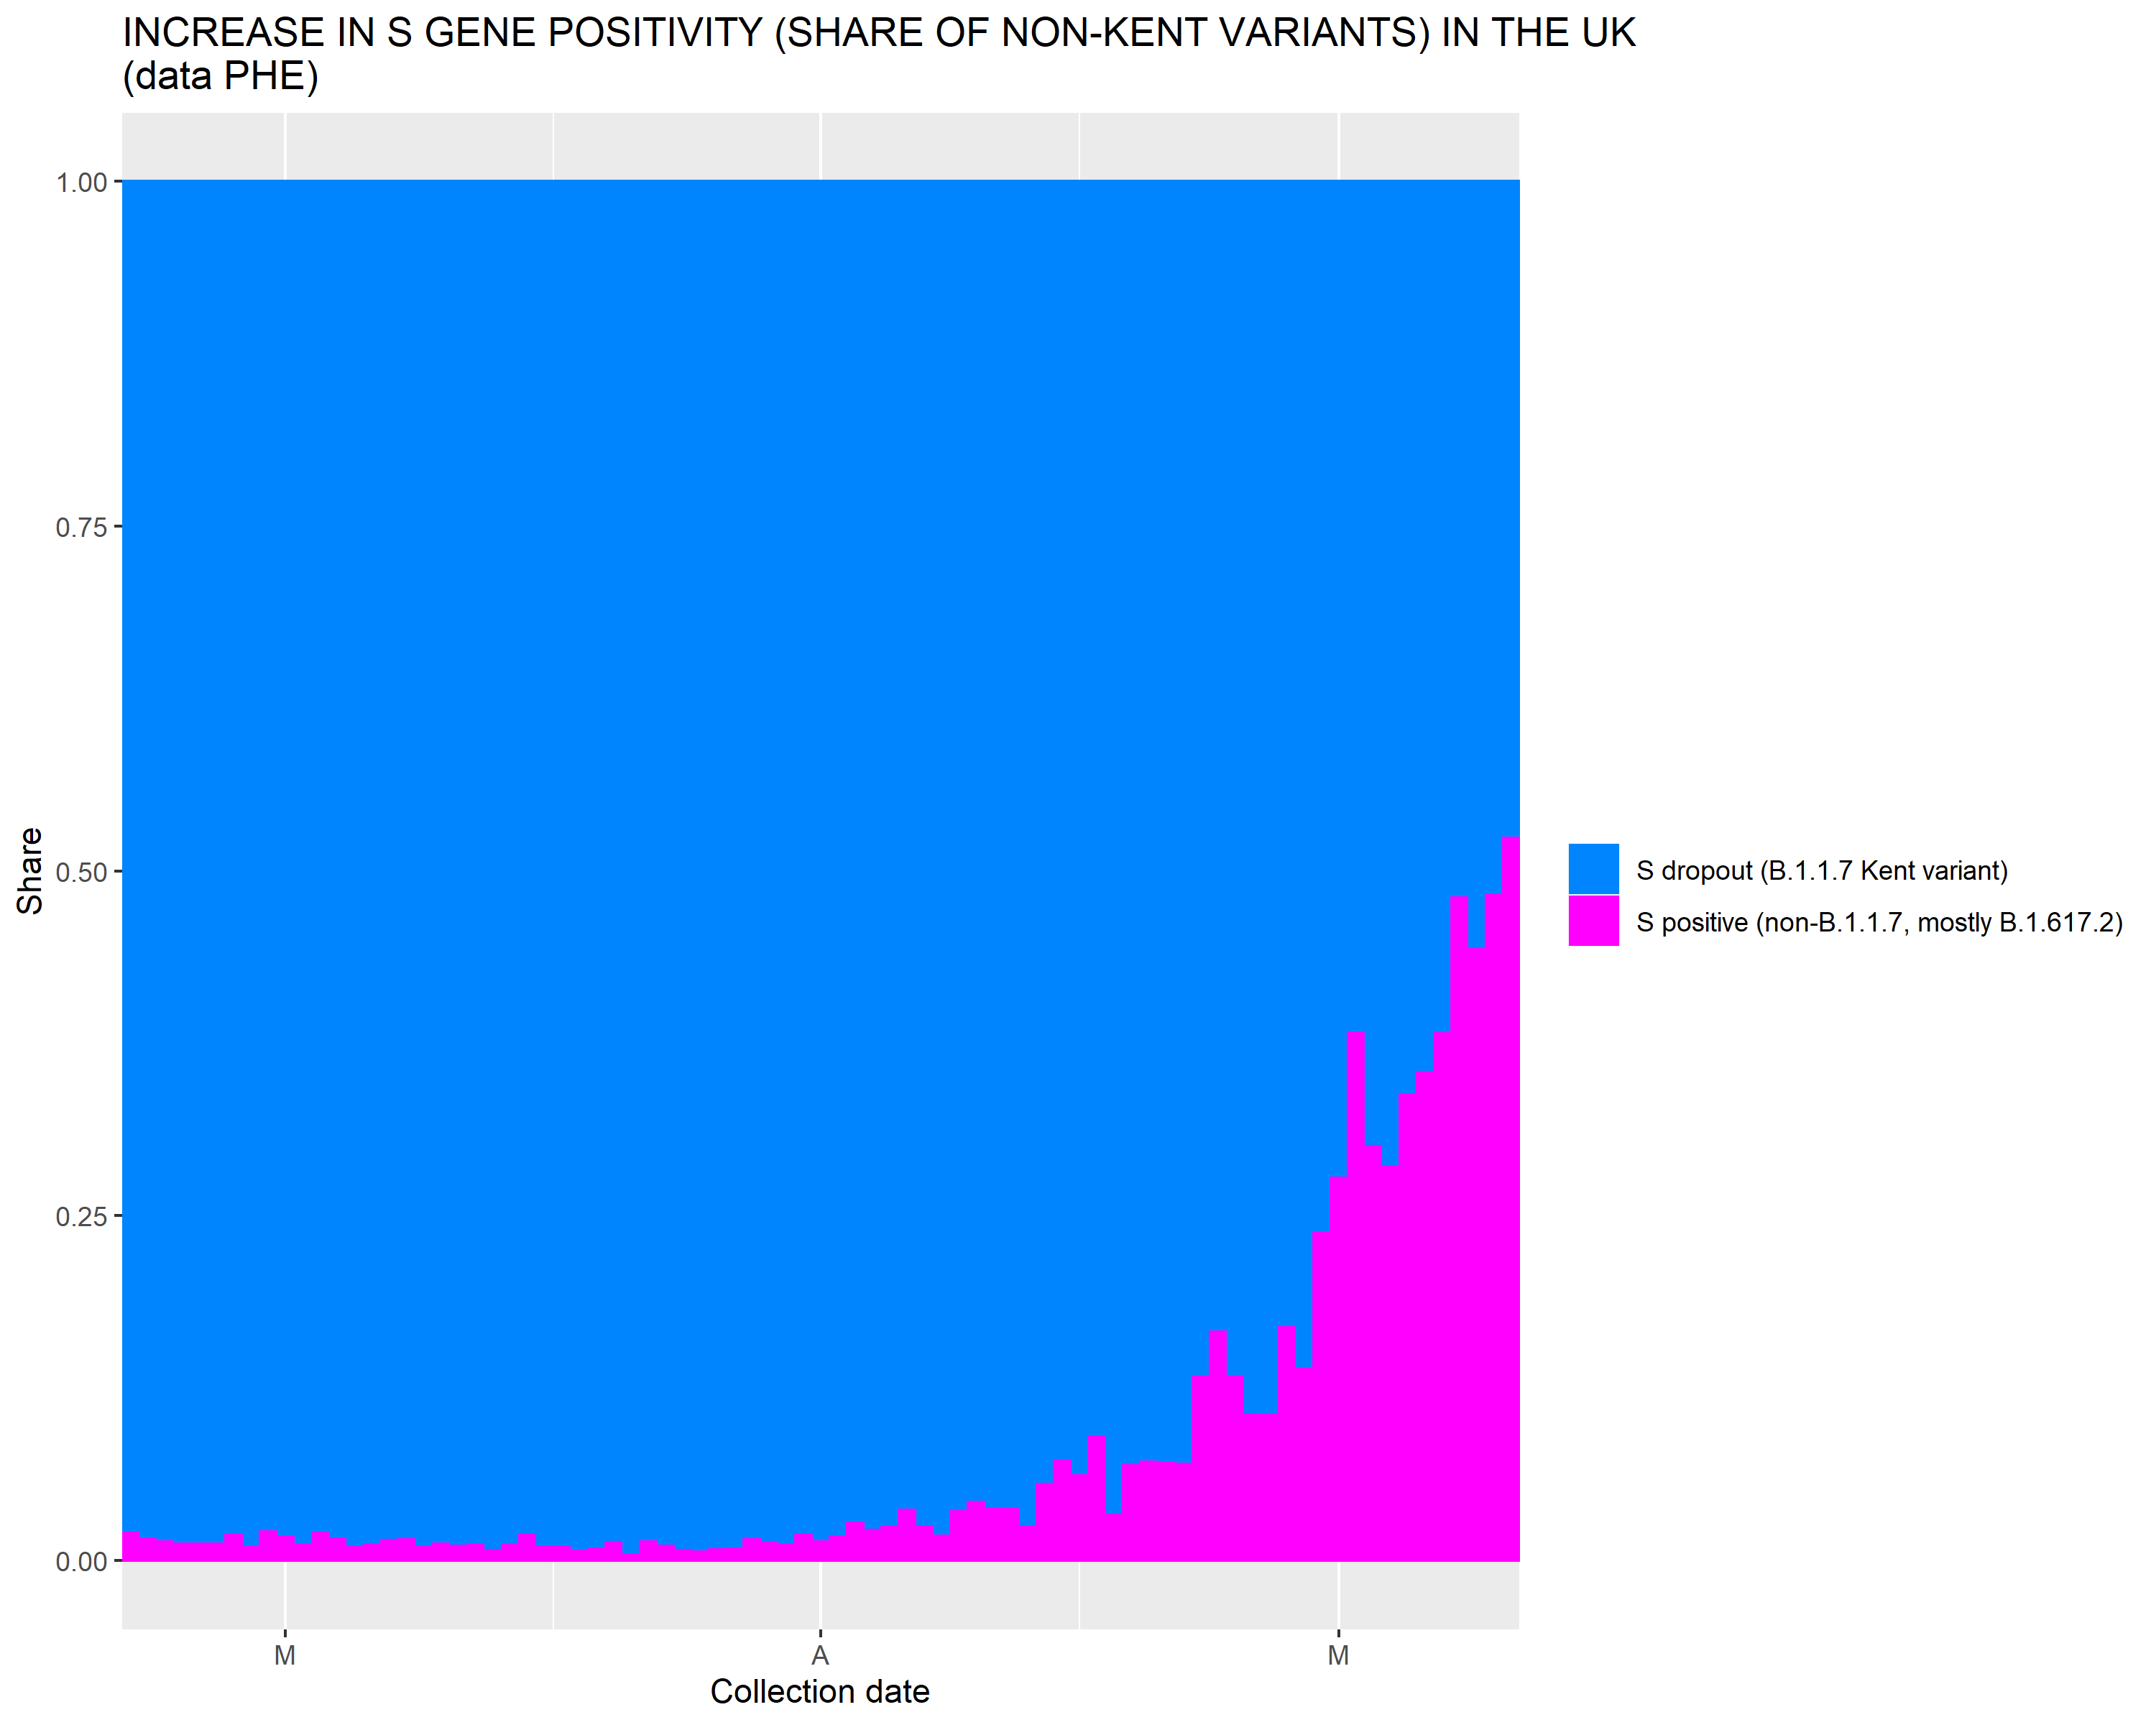 INCREASE IN S GENE POSITIVITY (SHARE OF NON-KENT VARIANTS) IN THE UK
(data PHE)
1.00
0.75
0.50
0.25
0.00
Share
M
A
M
Collection date
S dropout (B.1.1.7 Kent variant)
S positive (non-B.1.1.7, mostly B.1.617.2)